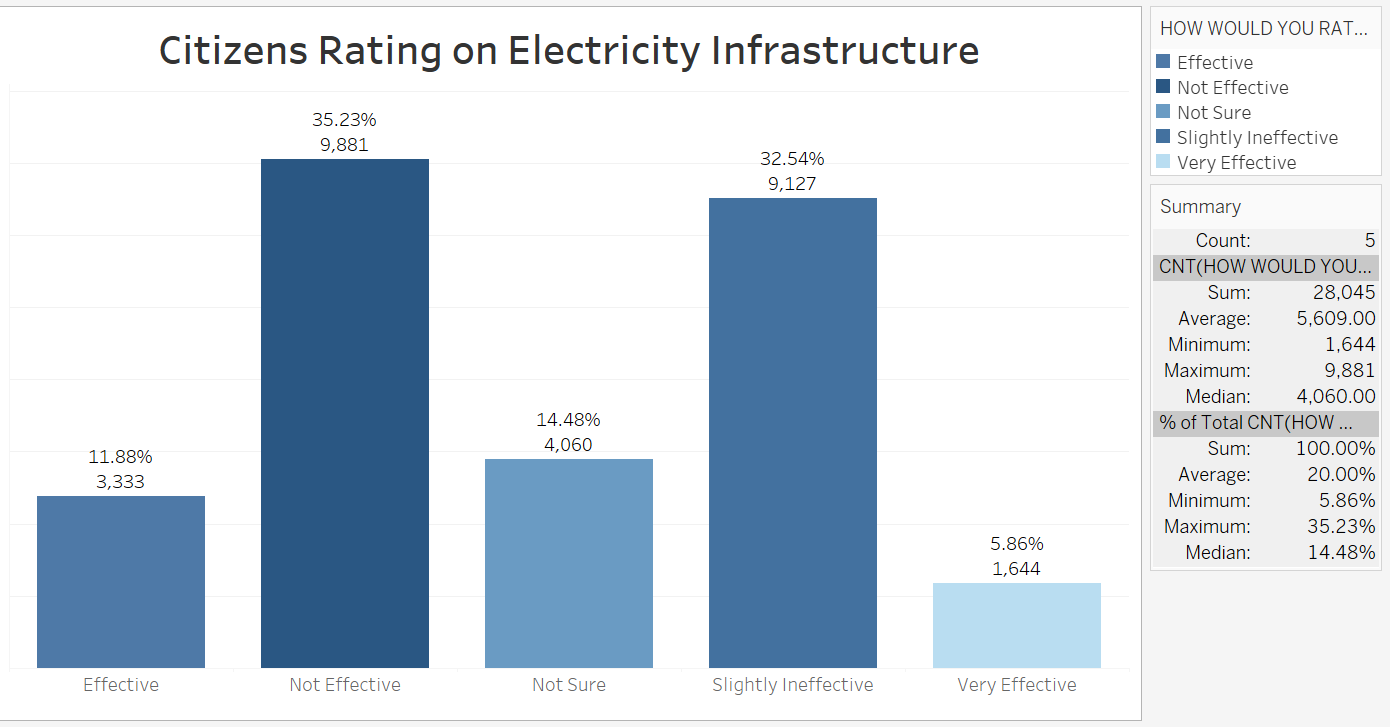 Citizens Rating on Electricity Infrastructure
35.23%
9,881
32.54%
9,127
14.48%
4,060
11.88%
3,333
5.86%
1,644
Effective
Not Effective
Not Sure
Slightly Ineffective
Very Effective
HOW WOULD YOU RAT...
Effective
Not Effective
Not Sure
Slightly Ineffective
Very Effective
Summary
Count: 5
CNT(HOW WOULD YOU...
Sum: 28,045
Average: 5,609.00
Minimum: 1,644
Maximum: 9,881
Median: 4,060.00
% of Total CNT(HOW ...
Sum: 100.00%
Average: 20.00%
Minimum: 5.86%
Maximum: 35.23%
Median: 14.48%